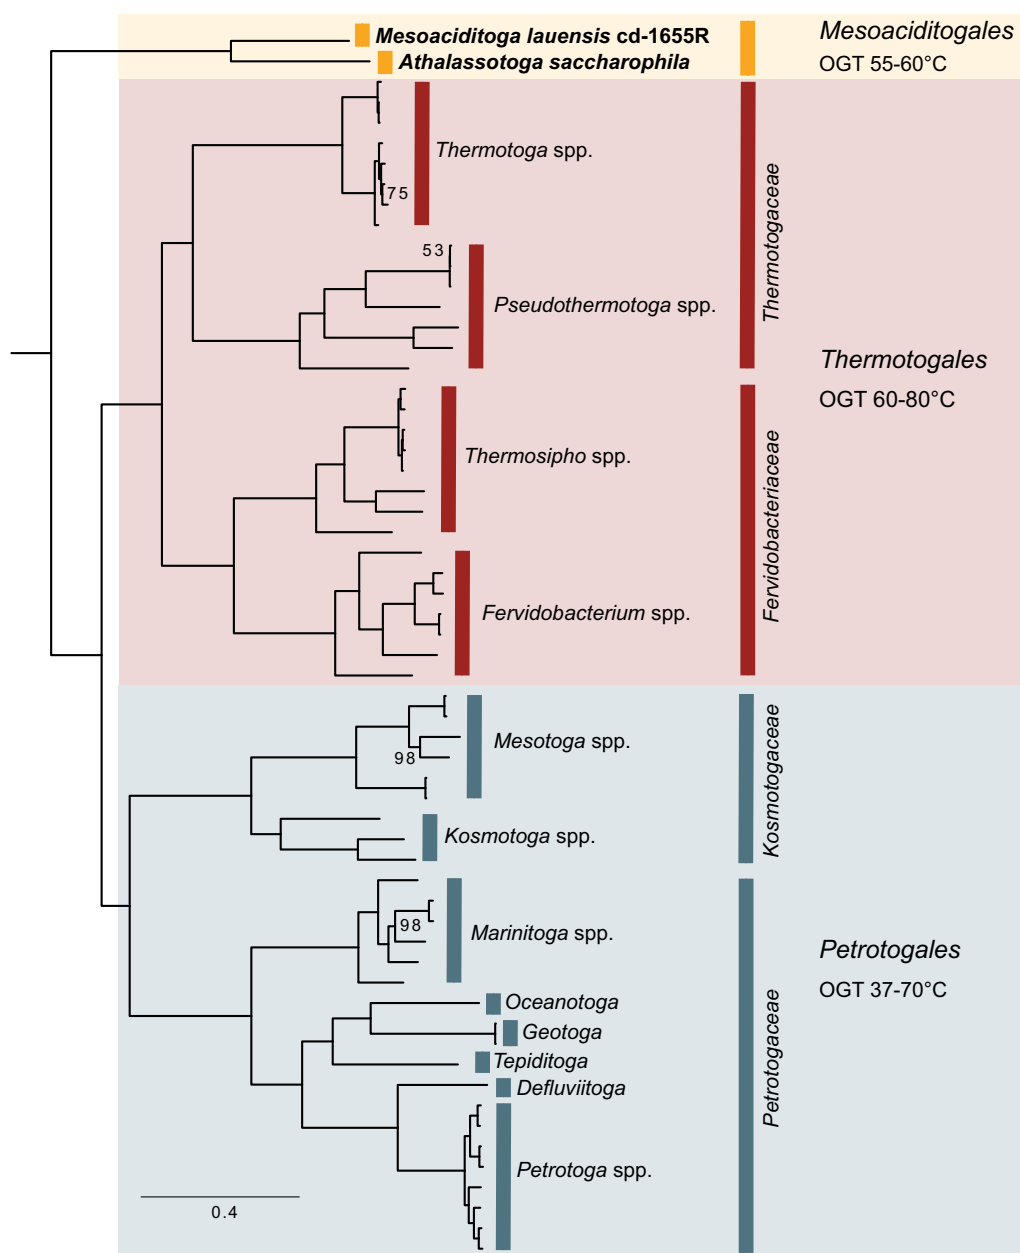 Mesoaciditoga lauensis cd-1655R
Athalassotoga saccharophila
Mesoaciditogales
OGT 55-60°C
Thermotoga spp.
75
53
Pseudothermotoga spp.
Thermotogaceae
Thermotogales
OGT 60-80°C
Thermosipho spp.
Fervidobacterium spp.
Fervidobacteriaceae
Mesotoga spp.
98
Kosmotoga spp.
Kosmotogaceae
Marinitoga spp.
98
Petrotogales
OGT 37-70°C
Oceanotoga
Geotoga
Tepiditoga
Defluviitoga
Petrotoga spp.
Petrotogaceae
0.4